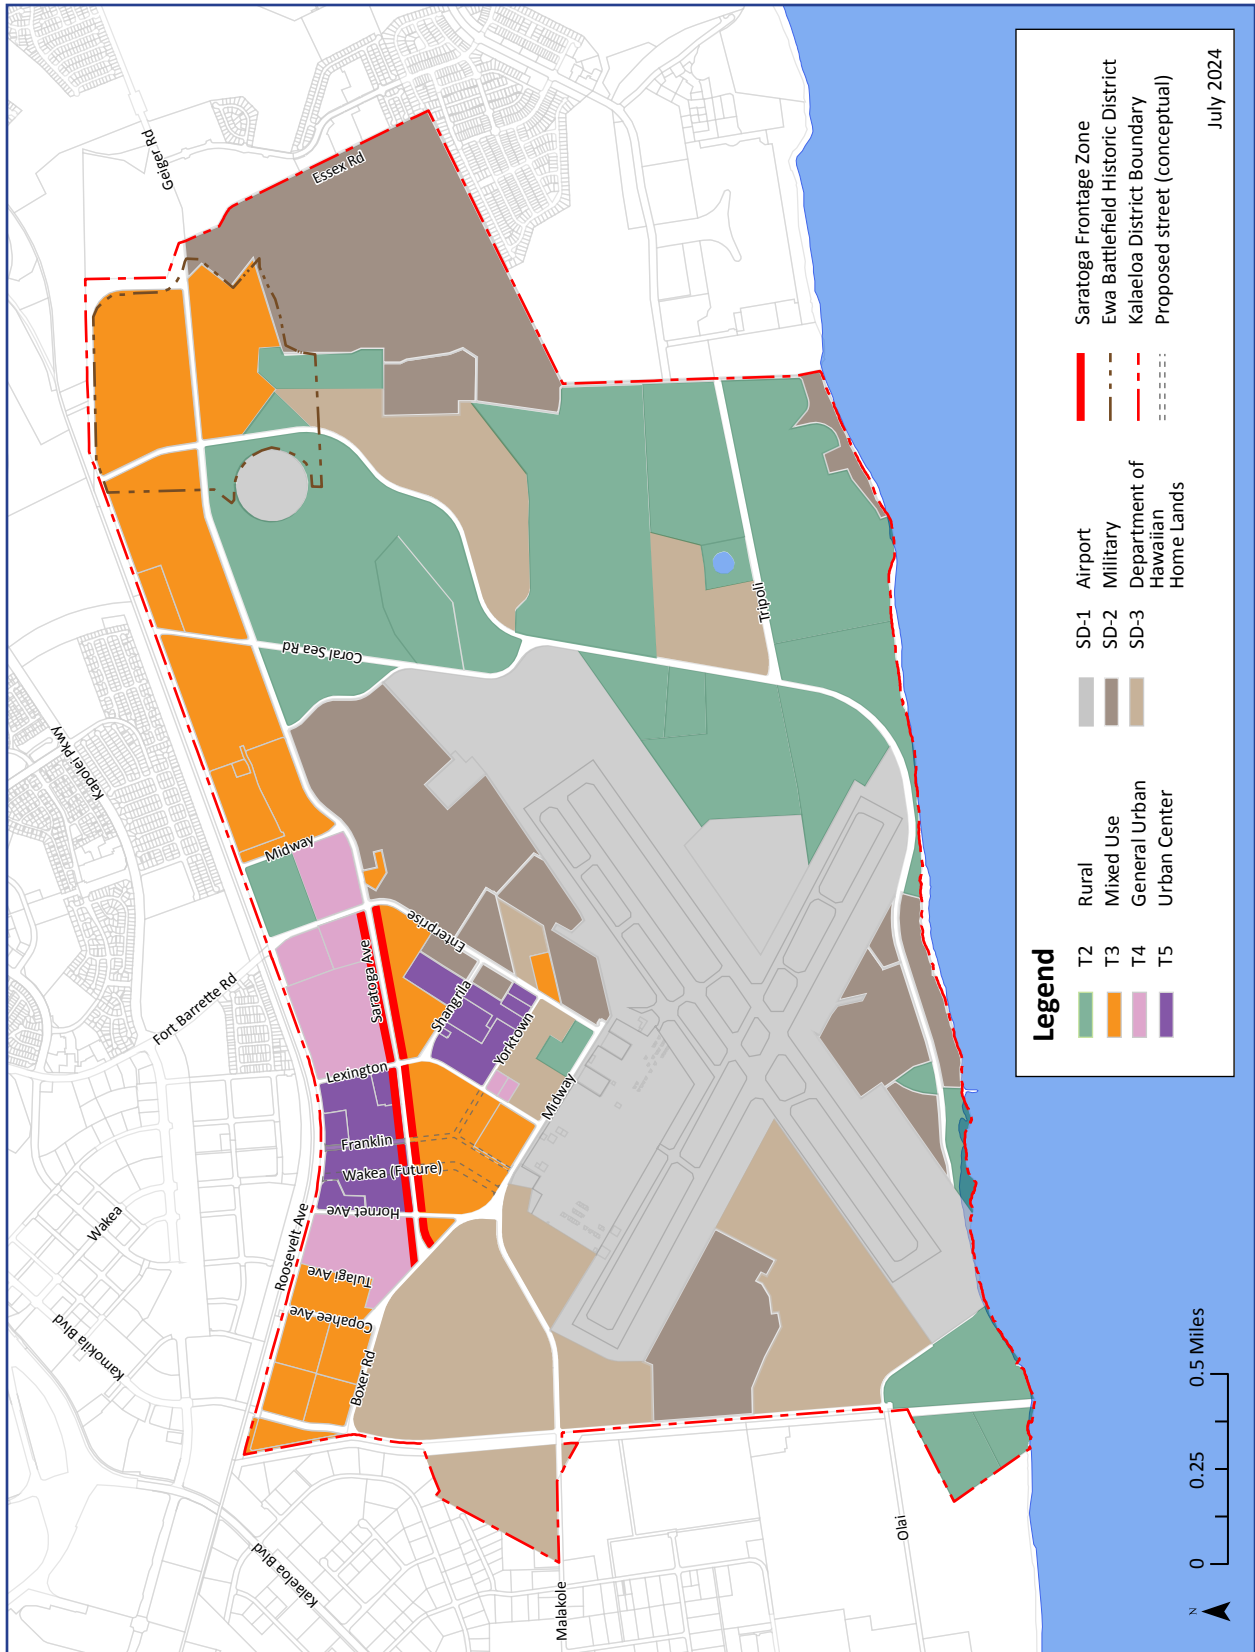 Geiger Rd
Essex Rd
Kapolei Pkwy
Coral Sea Rd
Tripoli
Midway
Fort Barrette Rd
Saratoga Ave
Enterprise
Shangrila
Yorktown
Midway
Lexington
Franklin
Wakea (Future)
Hornet Ave
Roosevelt Ave
Tulagi Ave
Copahee Ave
Boxer Rd
Wakea
Kamokila Blvd
Kalaeloa Blvd
Malakole
Olai
Legend
T2 Rural
T3 Mixed Use
T4 General Urban
T5 Urban Center
SD-1 Airport
SD-2 Military
SD-3 Department of
Hawaiian
Home Lands
Saratoga Frontage Zone
Ewa Battlefield Historic District
Kalaeloa District Boundary
Proposed street (conceptual)
July 2024
N
0 0.25 0.5 Miles